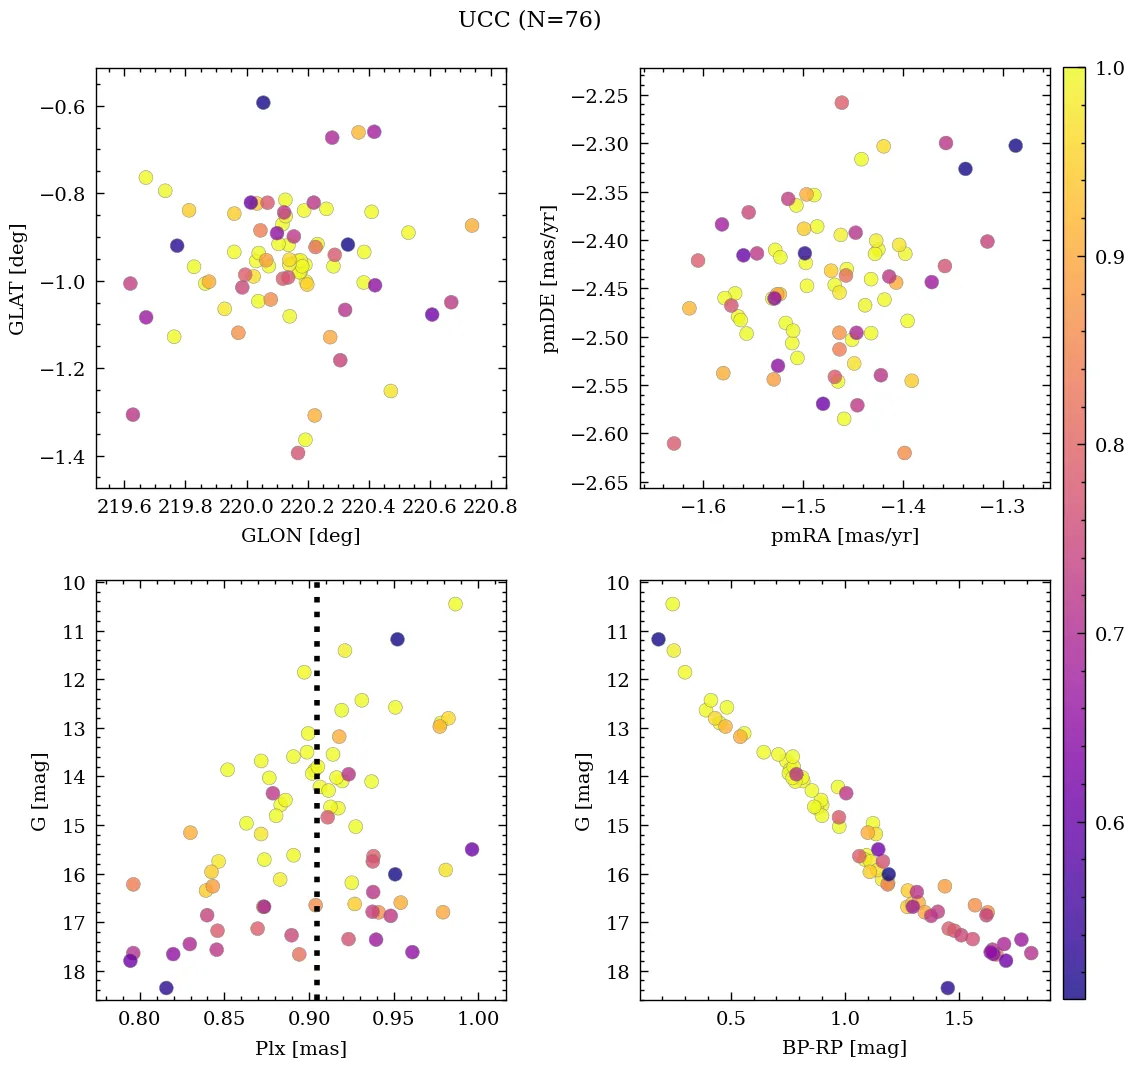 UCC (N=76)
−0.6
−0.8
−1.0
−1.2
−1.4
GLAT [deg]
219.6 219.8 220.0 220.2 220.4 220.6 220.8
GLON [deg]
−2.25
−2.30
−2.35
−2.40
−2.45
−2.50
−2.55
−2.60
−2.65
pmDE [mas/yr]
−1.6 −1.5 −1.4 −1.3
pmRA [mas/yr]
1.0
0.9
0.8
0.7
0.6
10
11
12
13
14
15
16
17
18
G [mag]
0.80 0.85 0.90 0.95 1.00
Plx [mas]
10
11
12
13
14
15
16
17
18
G [mag]
0.5 1.0 1.5
BP-RP [mag]